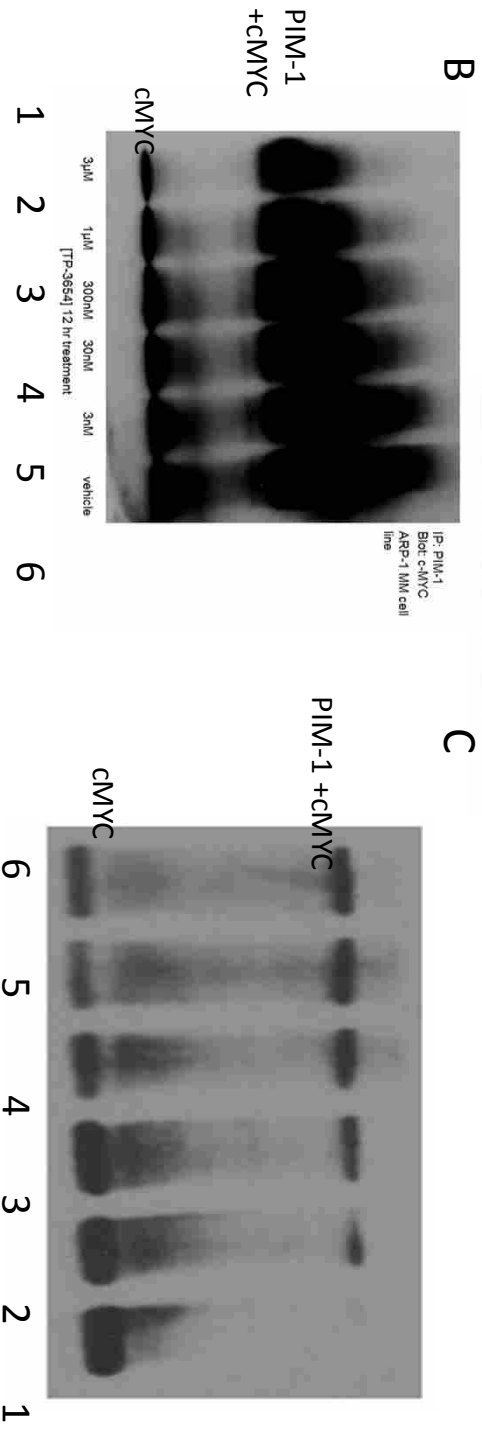 B
PIM-1
+cMYC
cMYC
3µM
1µM
300nM
30nM
3nM
vehicle
[TP-3654] 12 hr treatment
1
2
3
4
5
6
IP: PIM-1
Blot: c-MYC
ARP-1 MM cell
line
C
PIM-1 +cMYC
cMYC
6
5
4
3
2
1